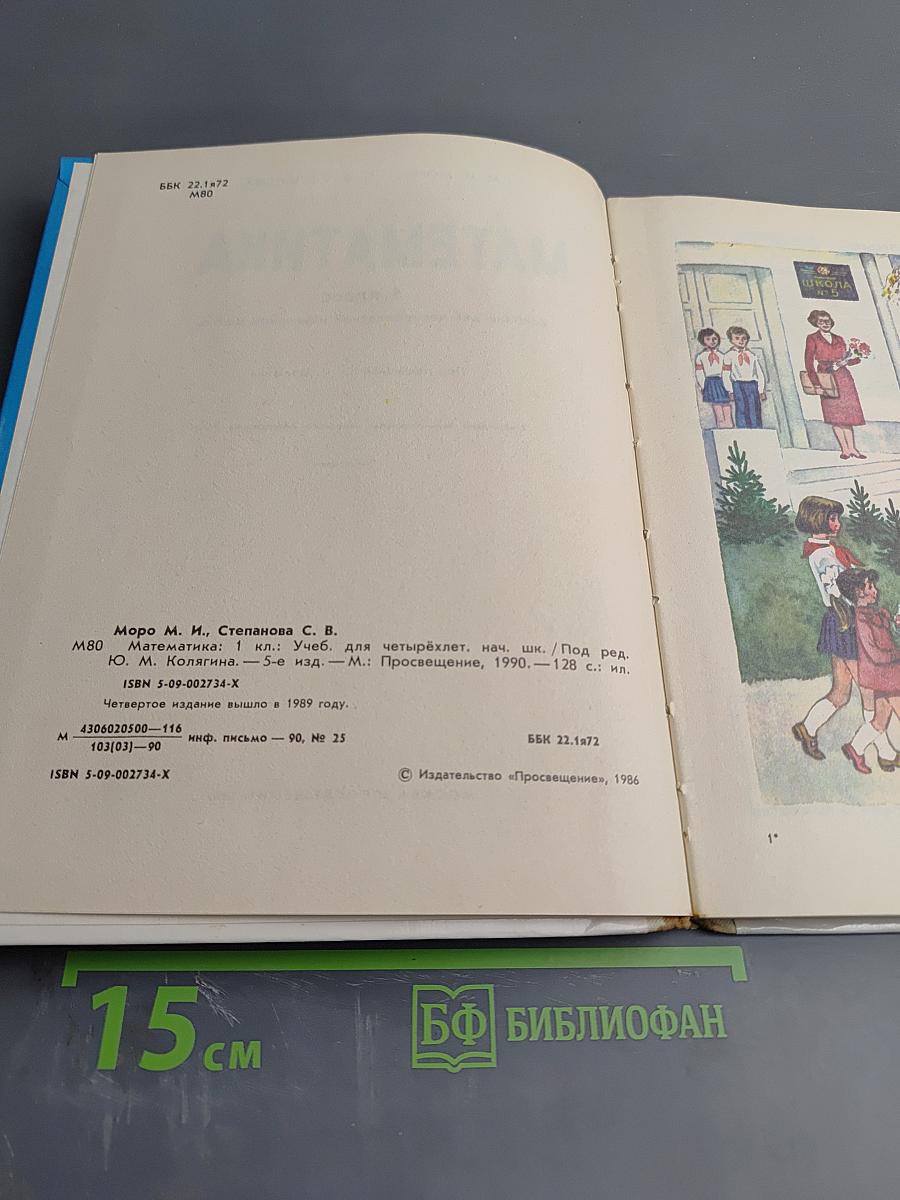 ББК 22.1я72
М80
МАТЕМАТИКА
Моро М. И., Степанова С. В.
М80 Математика: 1 кл.: Учеб. для четырёхлет. нач. шк. / Под ред.
Ю. М. Колягина. — 5-е изд. — М.: Просвещение, 1990. — 128 с.: ил.
ISBN 5-09-002734-X
Четвертое издание вышло в 1989 году.
М 4306020500—116
103(03)—90
инф. письмо — 90, № 25
ББК 22.1я72
ISBN 5-09-002734-X
© Издательство «Просвещение», 1986
ШКОЛА
№ 5
1*
15 см
БФ БИБЛИОФАН